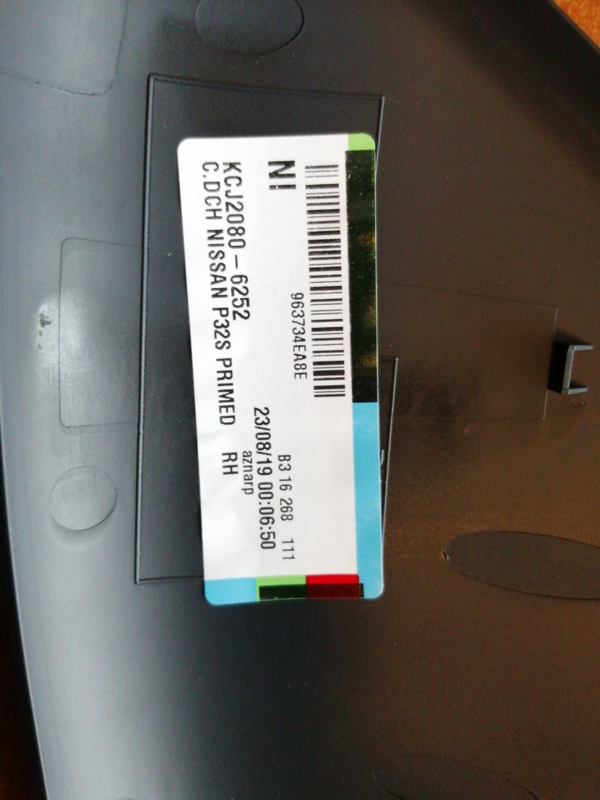 N!
963734EA8E
KCJ2080 – 6252
C.DCH NISSAN P32S PRIMED RH
B3 16 268 111
23/08/19 00:06:50
aznarp